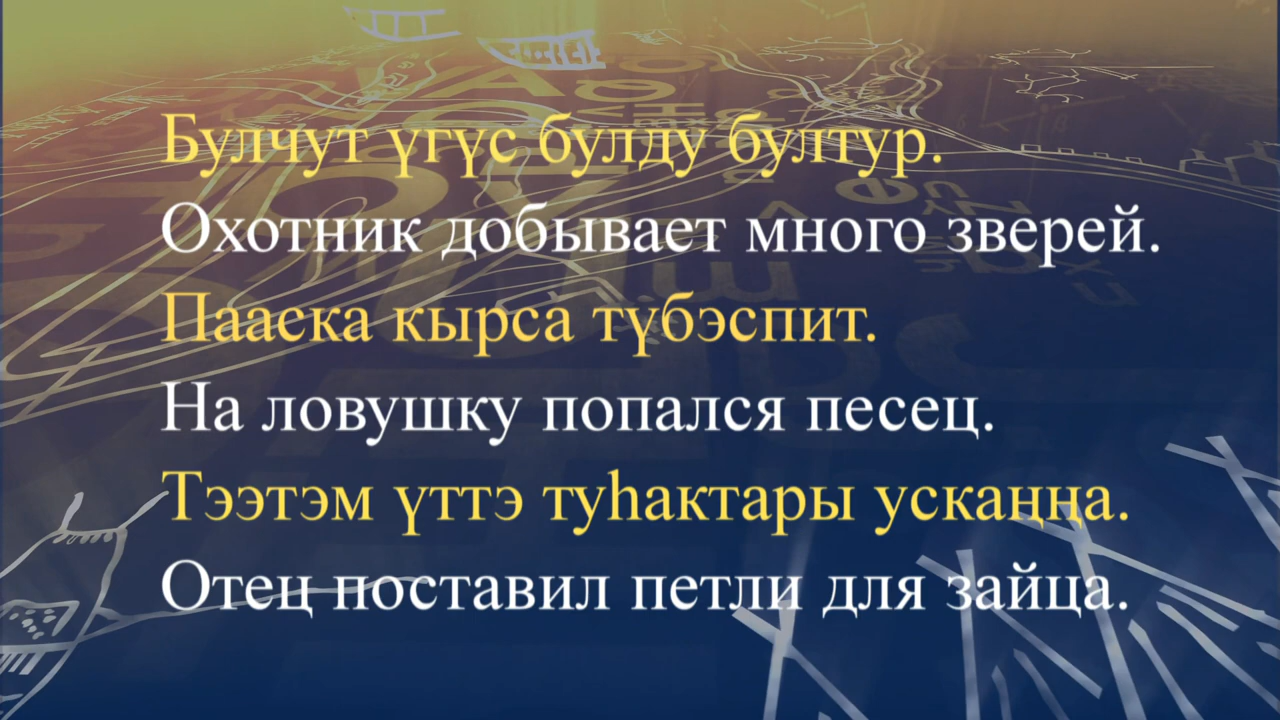 Булчут үгүс булду бултур.
Охотник добывает много зверей.
Пааска кырса түбэспит.
На ловушку попался песец.
Тээтэм үттэ туһактары ускаӈӈа.
Отец поставил петли для зайца.